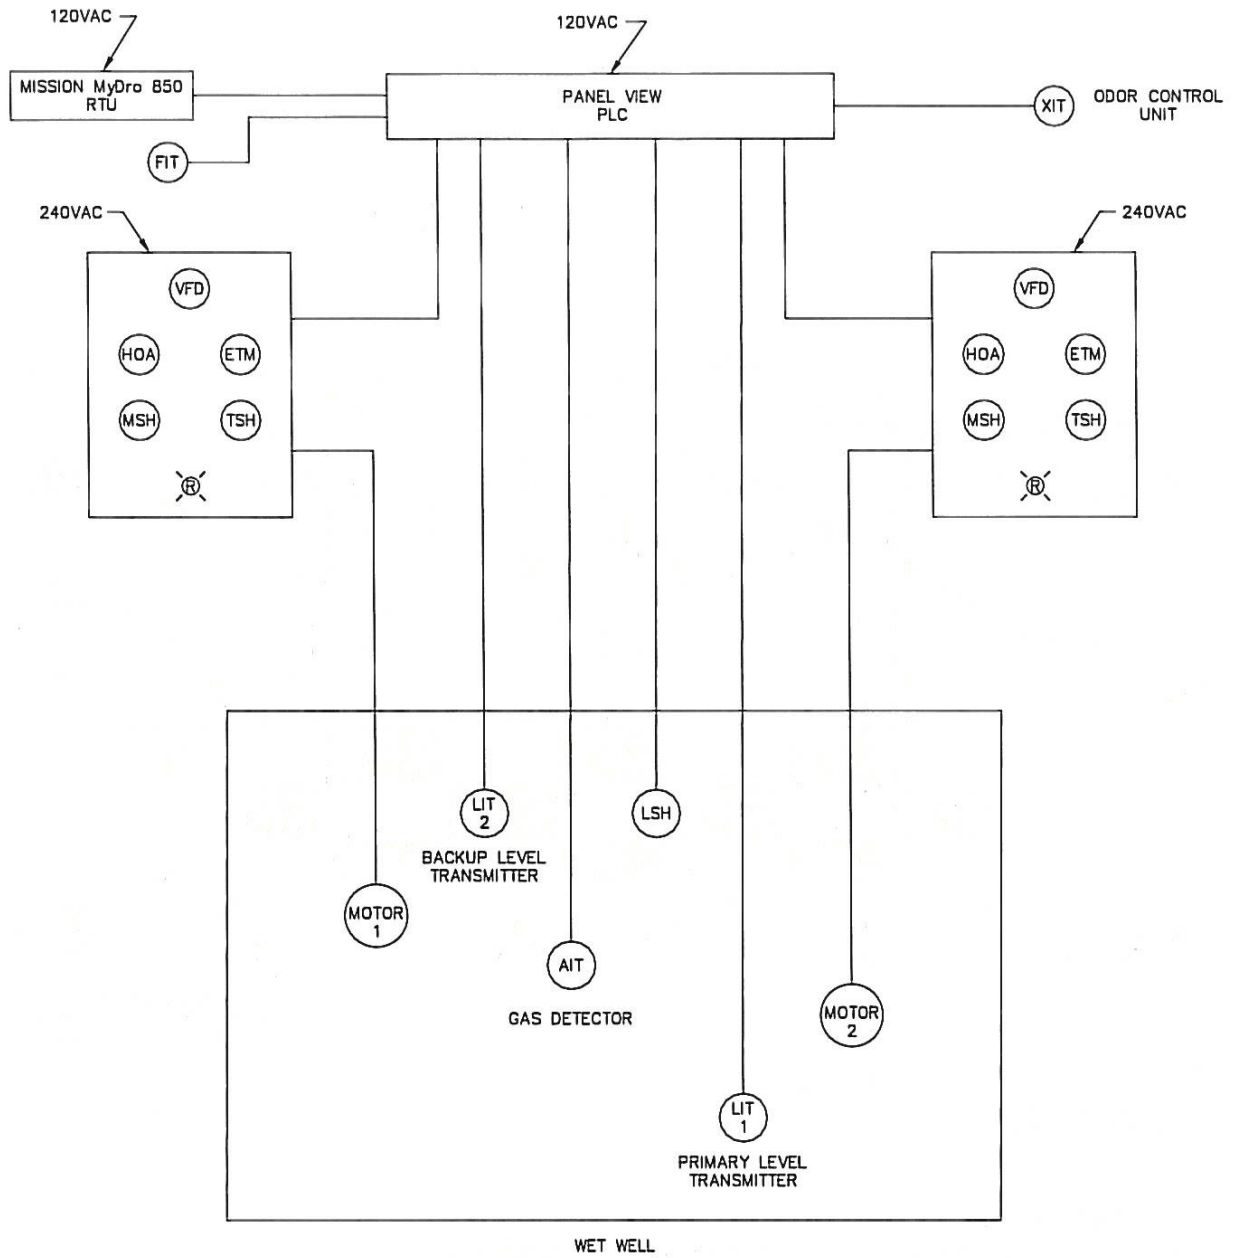 120VAC
120VAC
MISSION MyDro 850
RTU
PANEL VIEW
PLC
XIT
ODOR CONTROL
UNIT
FIT
240VAC
240VAC
VFD
HOA
ETM
MSH
TSH
R
VFD
HOA
ETM
MSH
TSH
R
LIT
2
BACKUP LEVEL
TRANSMITTER
LSH
MOTOR
1
AIT
GAS DETECTOR
MOTOR
2
LIT
1
PRIMARY LEVEL
TRANSMITTER
WET WELL